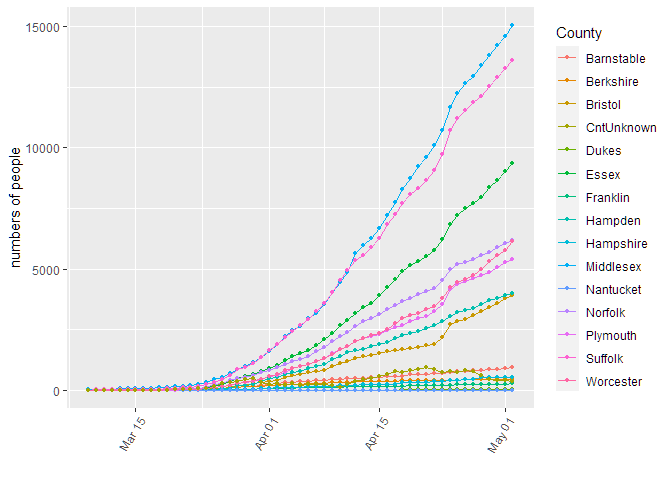 numbers of people
15000
10000
5000
0
Mar 15
Apr 01
Apr 15
May 01
County
Barnstable
Berkshire
Bristol
CntUnknown
Dukes
Essex
Franklin
Hampden
Hampshire
Middlesex
Nantucket
Norfolk
Plymouth
Suffolk
Worcester